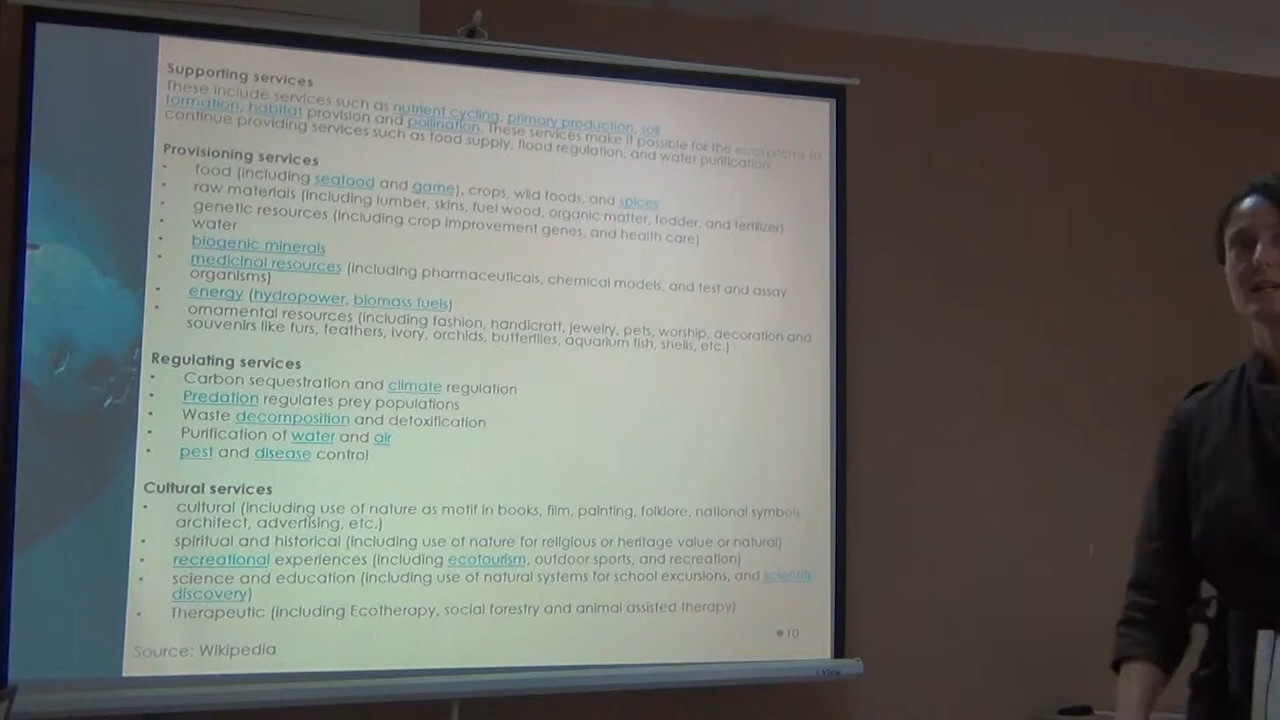 Supporting services
These include services such as nutrient cycling, primary production, soil
formation, habitat provision and pollination. These services make it possible for the ecosystems to
continue providing services such as food supply, flood regulation, and water purification
Provisioning services
• food (including seafood and game), crops, wild foods, and spices
• raw materials (including lumber, skins, fuel wood, organic matter, fodder, and fertilizer)
• genetic resources (including crop improvement genes, and health care)
• water
• biogenic minerals
• medicinal resources (including pharmaceuticals, chemical models, and test and assay
organisms)
• energy (hydropower, biomass fuels)
• ornamental resources (including fashion, handicraft, jewelry, pets, worship, decoration and
souvenirs like furs, feathers, ivory, orchids, butterflies, aquarium fish, shells, etc.)
Regulating services
• Carbon sequestration and climate regulation
• Predation regulates prey populations
• Waste decomposition and detoxification
• Purification of water and air
• pest and disease control
Cultural services
• cultural (including use of nature as motif in books, film, painting, folklore, national symbols,
architect, advertising, etc.)
• spiritual and historical (including use of nature for religious or heritage value or natural)
• recreational experiences (including ecotourism, outdoor sports, and recreation)
• science and education (including use of natural systems for school excursions, and scientific
discovery)
• Therapeutic (including Ecotherapy, social forestry and animal assisted therapy)
• 10
Source: Wikipedia